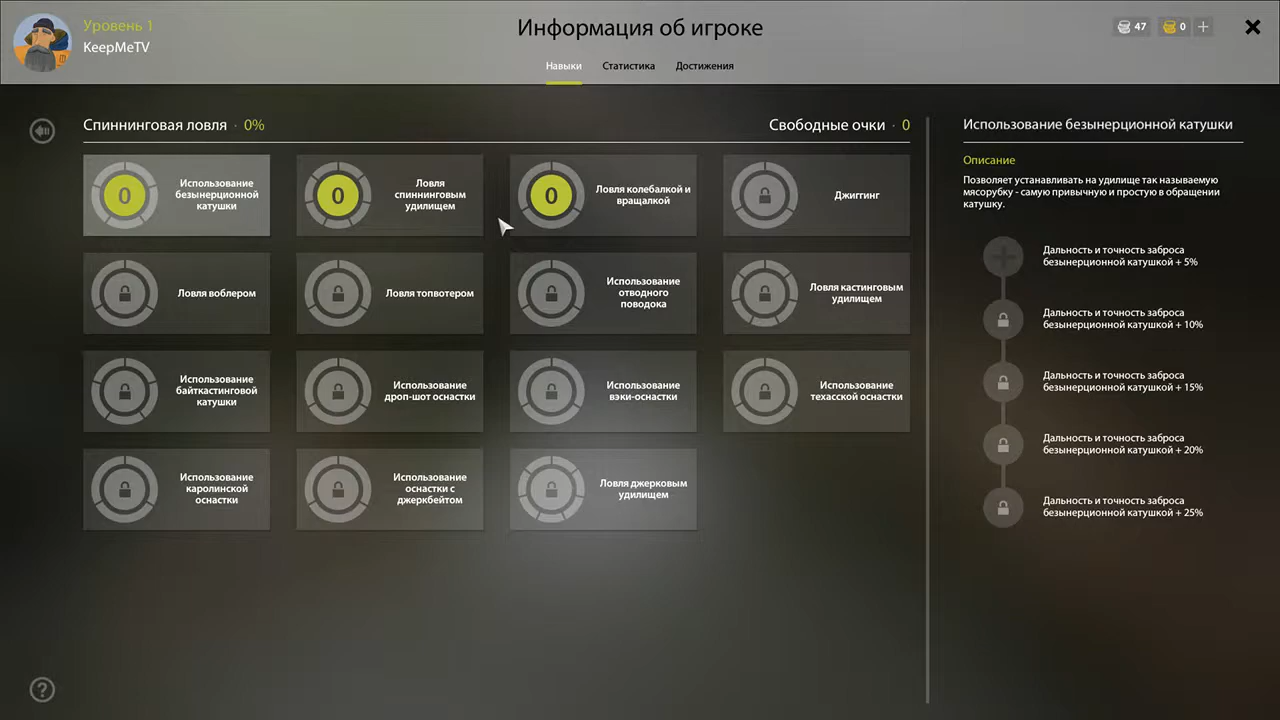 Уровень 1
KeepMeTV
Информация об игроке
47
0
Навыки
Статистика
Достижения
Спиннинговая ловля · 0%
Свободные очки · 0
0
Использование
безынерционной
катушки
0
Ловля
спиннинговым
удилищем
0
Ловля колебалкой и
вращалкой
Джиггинг
Ловля воблером
Ловля топвотером
Использование
отводного
поводка
Ловля кастинговым
удилищем
Использование
байткастинговой
катушки
Использование
дроп-шот оснастки
Использование
вэки-оснастки
Использование
техасской оснастки
Использование
каролинской
оснастки
Использование
оснастки с
джеркбейтом
Ловля джерковым
удилищем
Использование безынерционной катушки
Описание
Позволяет устанавливать на удилище так называемую
мясорубку - самую привычную и простую в обращении
катушку.
Дальность и точность заброса
безынерционной катушкой + 5%
Дальность и точность заброса
безынерционной катушкой + 10%
Дальность и точность заброса
безынерционной катушкой + 15%
Дальность и точность заброса
безынерционной катушкой + 20%
Дальность и точность заброса
безынерционной катушкой + 25%
?